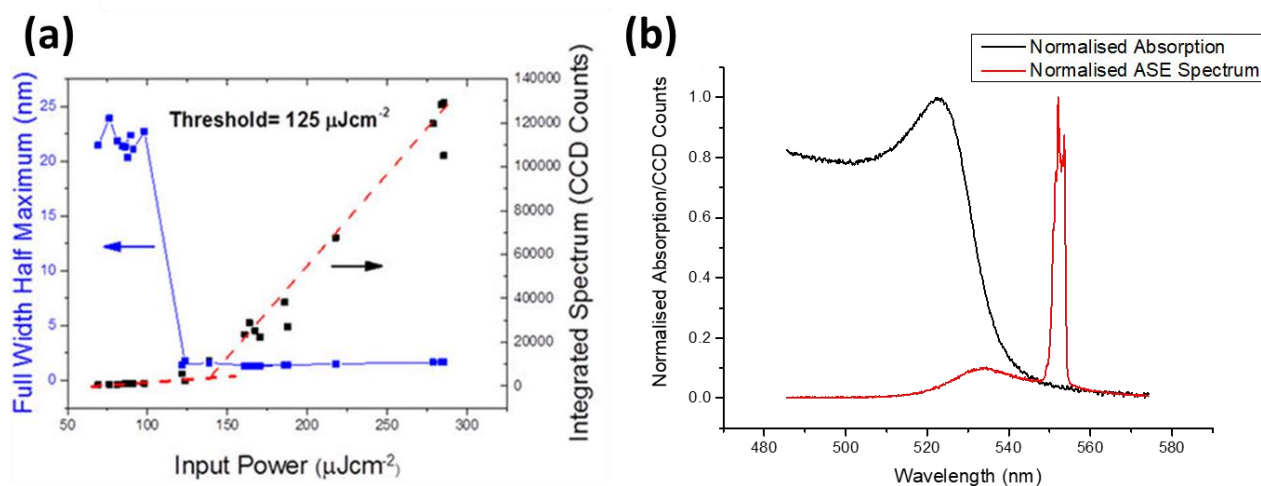 (a)
Full Width Half Maximum (nm)
25
20
15
10
5
0
Threshold= 125 μJcm-2
140000
120000
100000
80000
60000
40000
20000
0
Integrated Spectrum (CCD Counts)
50 100 150 200 250 300
Input Power (μJcm-2)
(b)
Normalised Absorption
Normalised ASE Spectrum
Normalised Absorption/CCD Counts
1.0
0.8
0.6
0.4
0.2
0.0
480 500 520 540 560 580
Wavelength (nm)